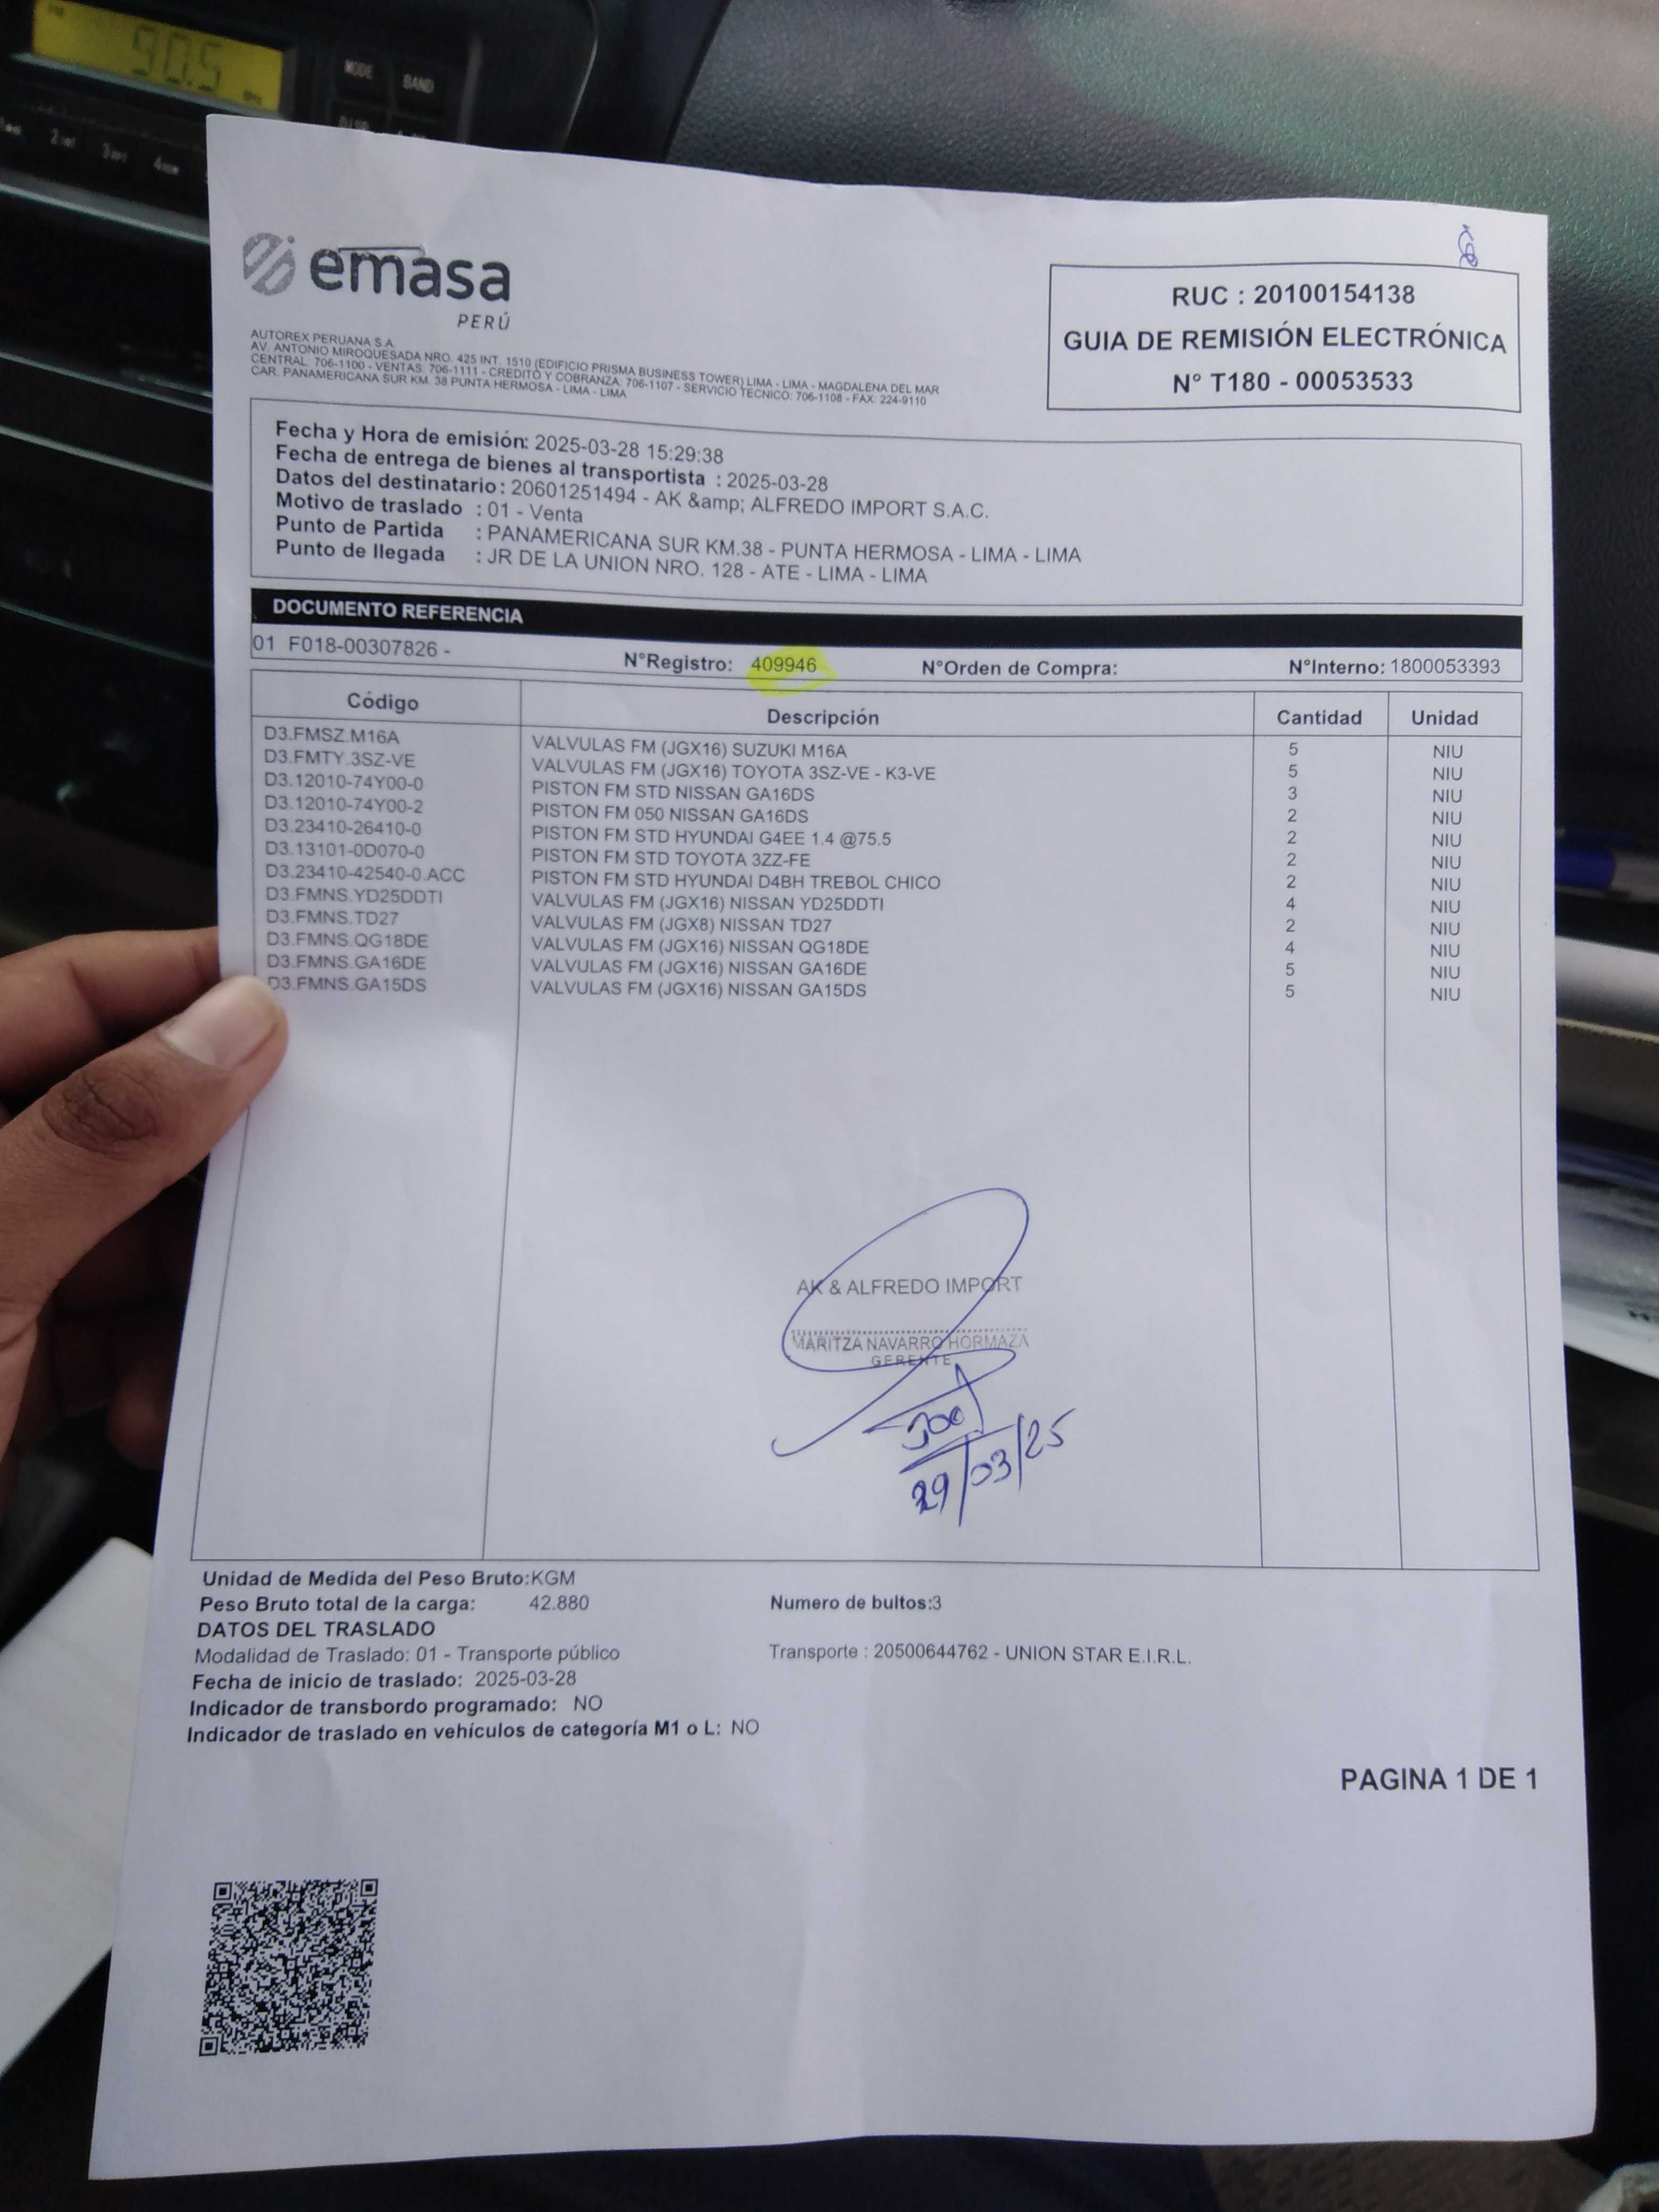 90.5
MODE
BAND
DISP
emasa
PERÚ
AUTOREX PERUANA S.A.
AV. ANTONIO MIROQUESADA NRO. 425 INT. 1510 (EDIFICIO PRISMA BUSINESS TOWER) LIMA - LIMA - MAGDALENA DEL MAR
CENTRAL: 706-1100 - VENTAS: 706-1111 - CREDITO Y COBRANZA: 706-1107 - SERVICIO TECNICO: 706-1108 - FAX: 224-9110
CAR. PANAMERICANA SUR KM. 38 PUNTA HERMOSA - LIMA - LIMA
RUC : 20100154138
GUIA DE REMISIÓN ELECTRÓNICA
N° T180 - 00053533
Fecha y Hora de emisión: 2025-03-28 15:29:38
Fecha de entrega de bienes al transportista : 2025-03-28
Datos del destinatario: 20601251494 - AK &amp; ALFREDO IMPORT S.A.C.
Motivo de traslado : 01 - Venta
Punto de Partida : PANAMERICANA SUR KM.38 - PUNTA HERMOSA - LIMA - LIMA
Punto de llegada : JR DE LA UNION NRO. 128 - ATE - LIMA - LIMA
DOCUMENTO REFERENCIA
01 F018-00307826 - N°Registro: 409946 N°Orden de Compra: N°Interno: 1800053393
Código Descripción Cantidad Unidad
D3.FMSZ.M16A VALVULAS FM (JGX16) SUZUKI M16A 5 NIU
D3.FMTY.3SZ-VE VALVULAS FM (JGX16) TOYOTA 3SZ-VE - K3-VE 5 NIU
D3.12010-74Y00-0 PISTON FM STD NISSAN GA16DS 3 NIU
D3.12010-74Y00-2 PISTON FM 050 NISSAN GA16DS 2 NIU
D3.23410-26410-0 PISTON FM STD HYUNDAI G4EE 1.4 @75.5 2 NIU
D3.13101-0D070-0 PISTON FM STD TOYOTA 3ZZ-FE 2 NIU
D3.23410-42540-0.ACC PISTON FM STD HYUNDAI D4BH TREBOL CHICO 2 NIU
D3.FMNS.YD25DDTI VALVULAS FM (JGX16) NISSAN YD25DDTI 4 NIU
D3.FMNS.TD27 VALVULAS FM (JGX8) NISSAN TD27 2 NIU
D3.FMNS.QG18DE VALVULAS FM (JGX16) NISSAN QG18DE 4 NIU
D3.FMNS.GA16DE VALVULAS FM (JGX16) NISSAN GA16DE 5 NIU
D3.FMNS.GA15DS VALVULAS FM (JGX16) NISSAN GA15DS 5 NIU
AK & ALFREDO IMPORT
MARITZA NAVARRO HORMAZA
GERENTE
29/03/25
Unidad de Medida del Peso Bruto:KGM
Peso Bruto total de la carga: 42.880 Numero de bultos:3
DATOS DEL TRASLADO
Modalidad de Traslado: 01 - Transporte público Transporte : 20500644762 - UNION STAR E.I.R.L.
Fecha de inicio de traslado: 2025-03-28
Indicador de transbordo programado: NO
Indicador de traslado en vehículos de categoría M1 o L: NO
PAGINA 1 DE 1